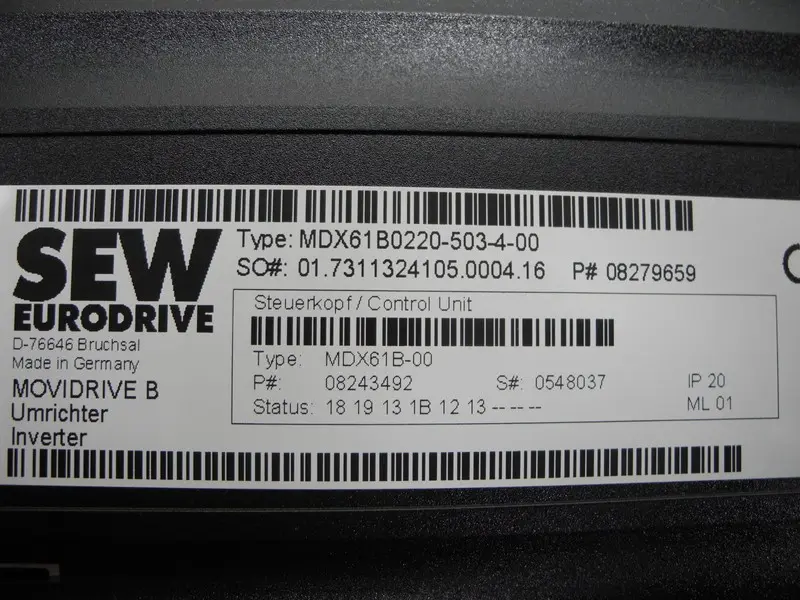 SEW
EURODRIVE
D-76646 Bruchsal
Made in Germany
MOVIDRIVE B
Umrichter
Inverter
Type: MDX61B0220-503-4-00
SO#: 01.7311324105.0004.16 P# 08279659
Steuerkopf / Control Unit
Type: MDX61B-00
P#: 08243492 S#: 0548037 IP 20
Status: 18 19 13 1B 12 13 -- -- -- ML 01